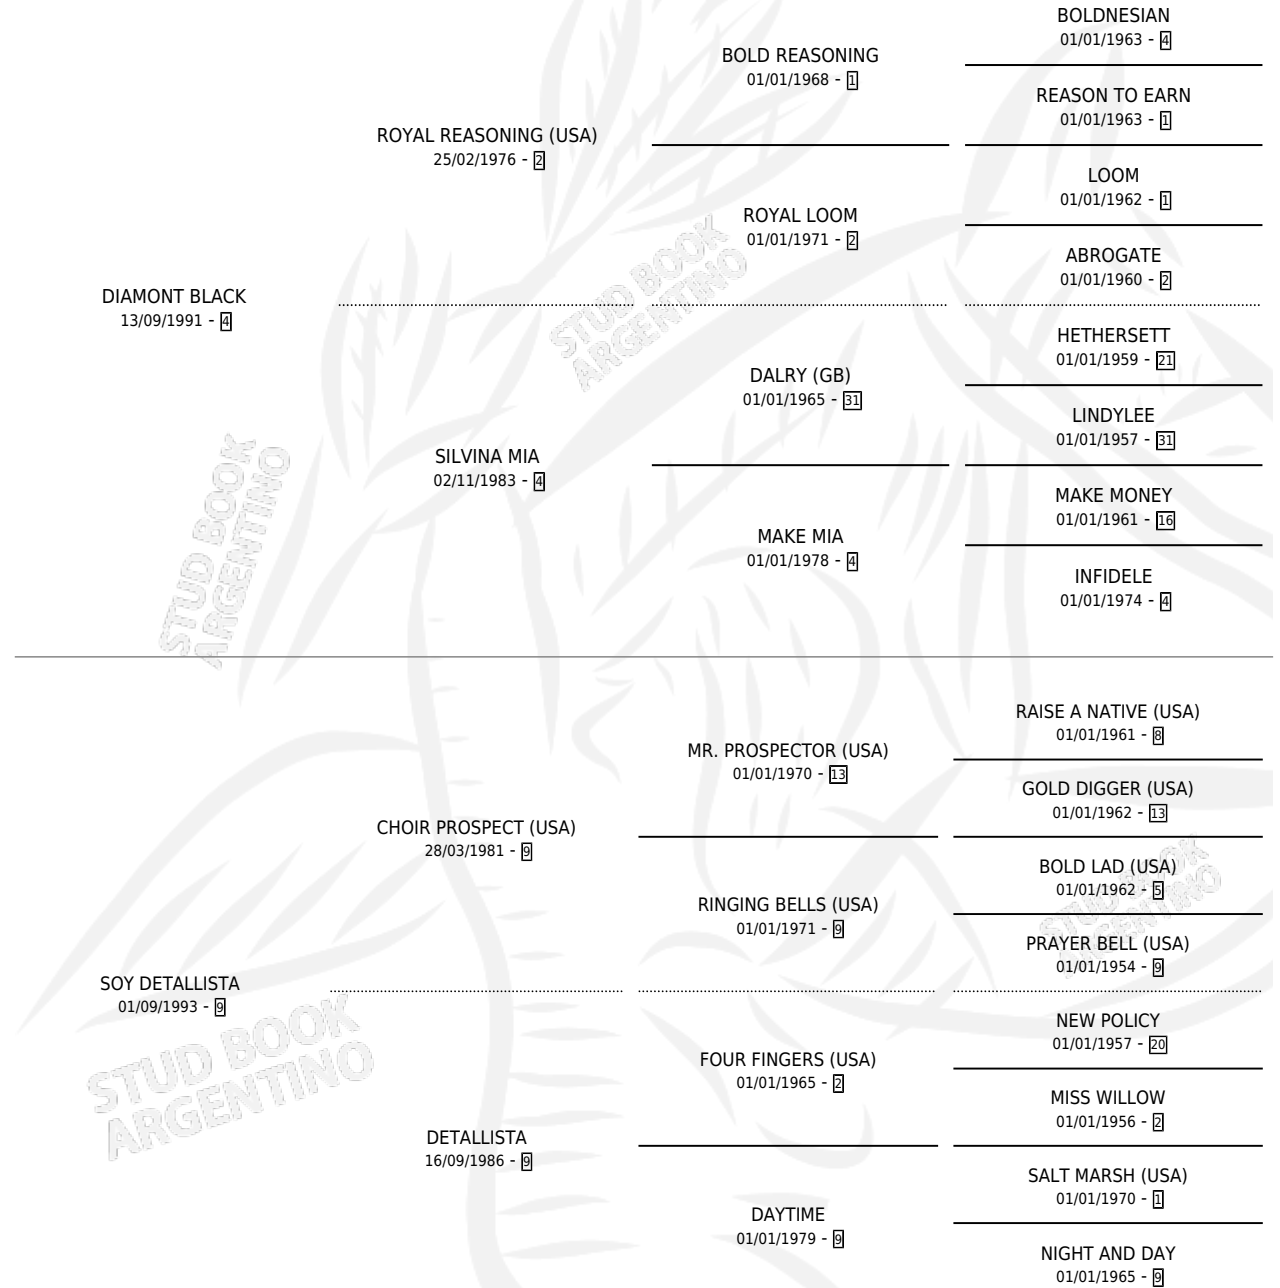 BOLDNESIAN
01/01/1963 - 4
BOLD REASONING
01/01/1968 - 1
REASON TO EARN
01/01/1963 - 1
ROYAL REASONING (USA)
25/02/1976 - 2
LOOM
01/01/1962 - 1
ROYAL LOOM
01/01/1971 - 2
ABROGATE
01/01/1960 - 2
DIAMONT BLACK
13/09/1991 - 4
STUD BOOK
ARGENTINO
HETHERSETT
01/01/1959 - 21
DALRY (GB)
01/01/1965 - 31
LINDYLEE
01/01/1957 - 31
SILVINA MIA
02/11/1983 - 4
MAKE MONEY
01/01/1961 - 16
MAKE MIA
01/01/1978 - 4
INFIDELE
01/01/1974 - 4
STUD BOOK
ARGENTINO
RAISE A NATIVE (USA)
01/01/1961 - 8
MR. PROSPECTOR (USA)
01/01/1970 - 13
GOLD DIGGER (USA)
01/01/1962 - 13
CHOIR PROSPECT (USA)
28/03/1981 - 9
BOLD LAD (USA)
01/01/1962 - 5
RINGING BELLS (USA)
01/01/1971 - 9
PRAYER BELL (USA)
01/01/1954 - 9
STUD BOOK
ARGENTINO
SOY DETALLISTA
01/09/1993 - 9
NEW POLICY
01/01/1957 - 20
FOUR FINGERS (USA)
01/01/1965 - 2
MISS WILLOW
01/01/1956 - 2
STUD BOOK
ARGENTINO
DETALLISTA
16/09/1986 - 9
SALT MARSH (USA)
01/01/1970 - 1
DAYTIME
01/01/1979 - 9
NIGHT AND DAY
01/01/1965 - 9